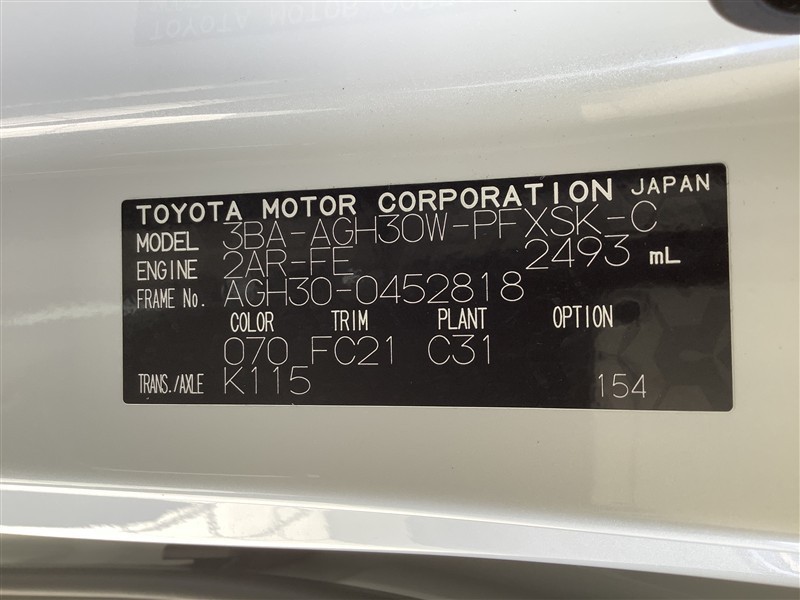 TOYOTA MOTOR CORPORATION JAPAN
MODEL 3BA-AGH30W-PFXSK-C
ENGINE 2AR-FE 2493 mL
FRAME No. AGH30-0452818
COLOR TRIM PLANT OPTION
070 FC21 C31
TRANS./AXLE K115 154